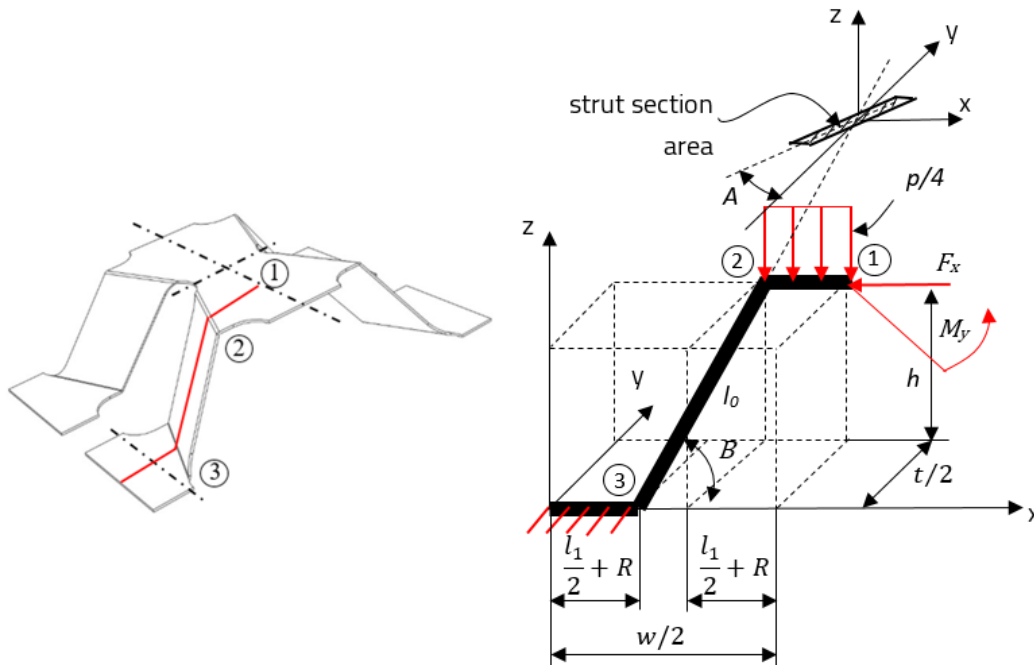 z
y
strut section
x
area
A
p/4
z
② ①
F_x
①
M_y
②
h
y
l_0
③
B
③
t/2
x
l_1/2 + R
l_1/2 + R
w/2